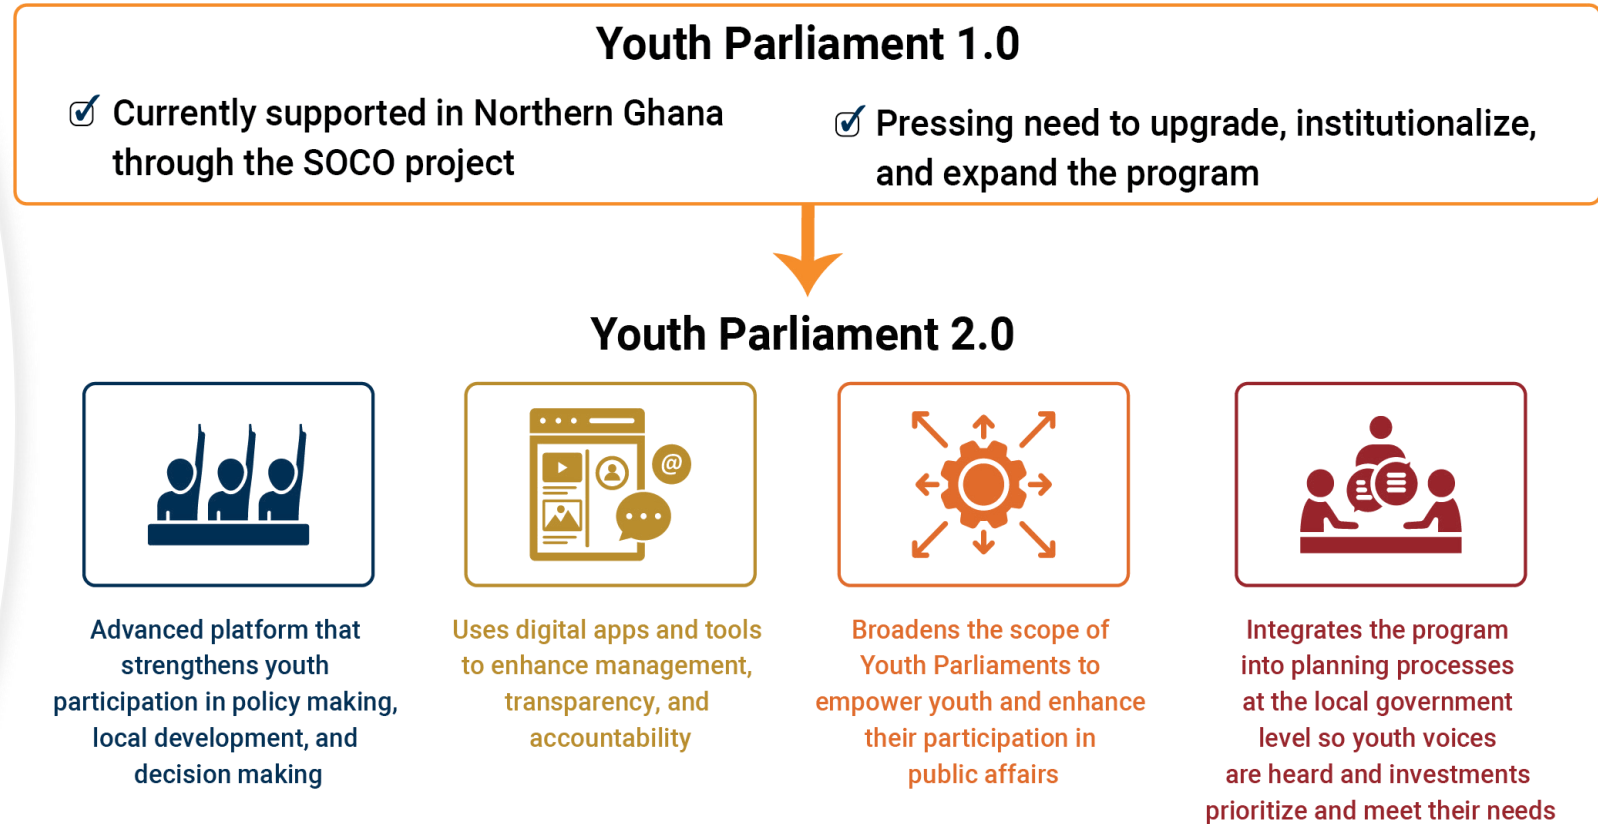 Youth Parliament 1.0
Currently supported in Northern Ghana
through the SOCO project
Pressing need to upgrade, institutionalize,
and expand the program
Youth Parliament 2.0
@
Advanced platform that
strengthens youth
participation in policy making,
local development, and
decision making
Uses digital apps and tools
to enhance management,
transparency, and
accountability
Broadens the scope of
Youth Parliaments to
empower youth and enhance
their participation in
public affairs
Integrates the program
into planning processes
at the local government
level so youth voices
are heard and investments
prioritize and meet their needs